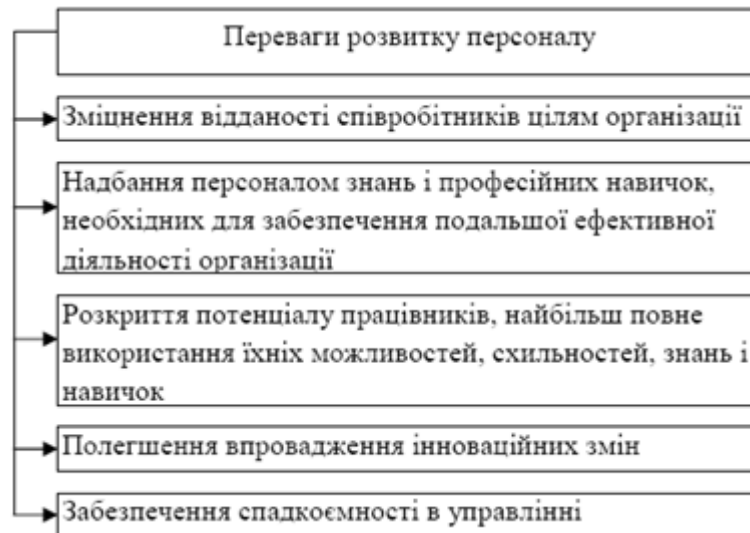 Переваги розвитку персоналу
Зміцнення відданості співробітників цілям організації
Надбання персоналом знань і професійних навичок,
необхідних для забезпечення подальшої ефективної
діяльності організації
Розкриття потенціалу працівників, найбільш повне
використання їхніх можливостей, схильностей, знань і
навичок
Полегшення впровадження інноваційних змін
Забезпечення спадкоємності в управлінні